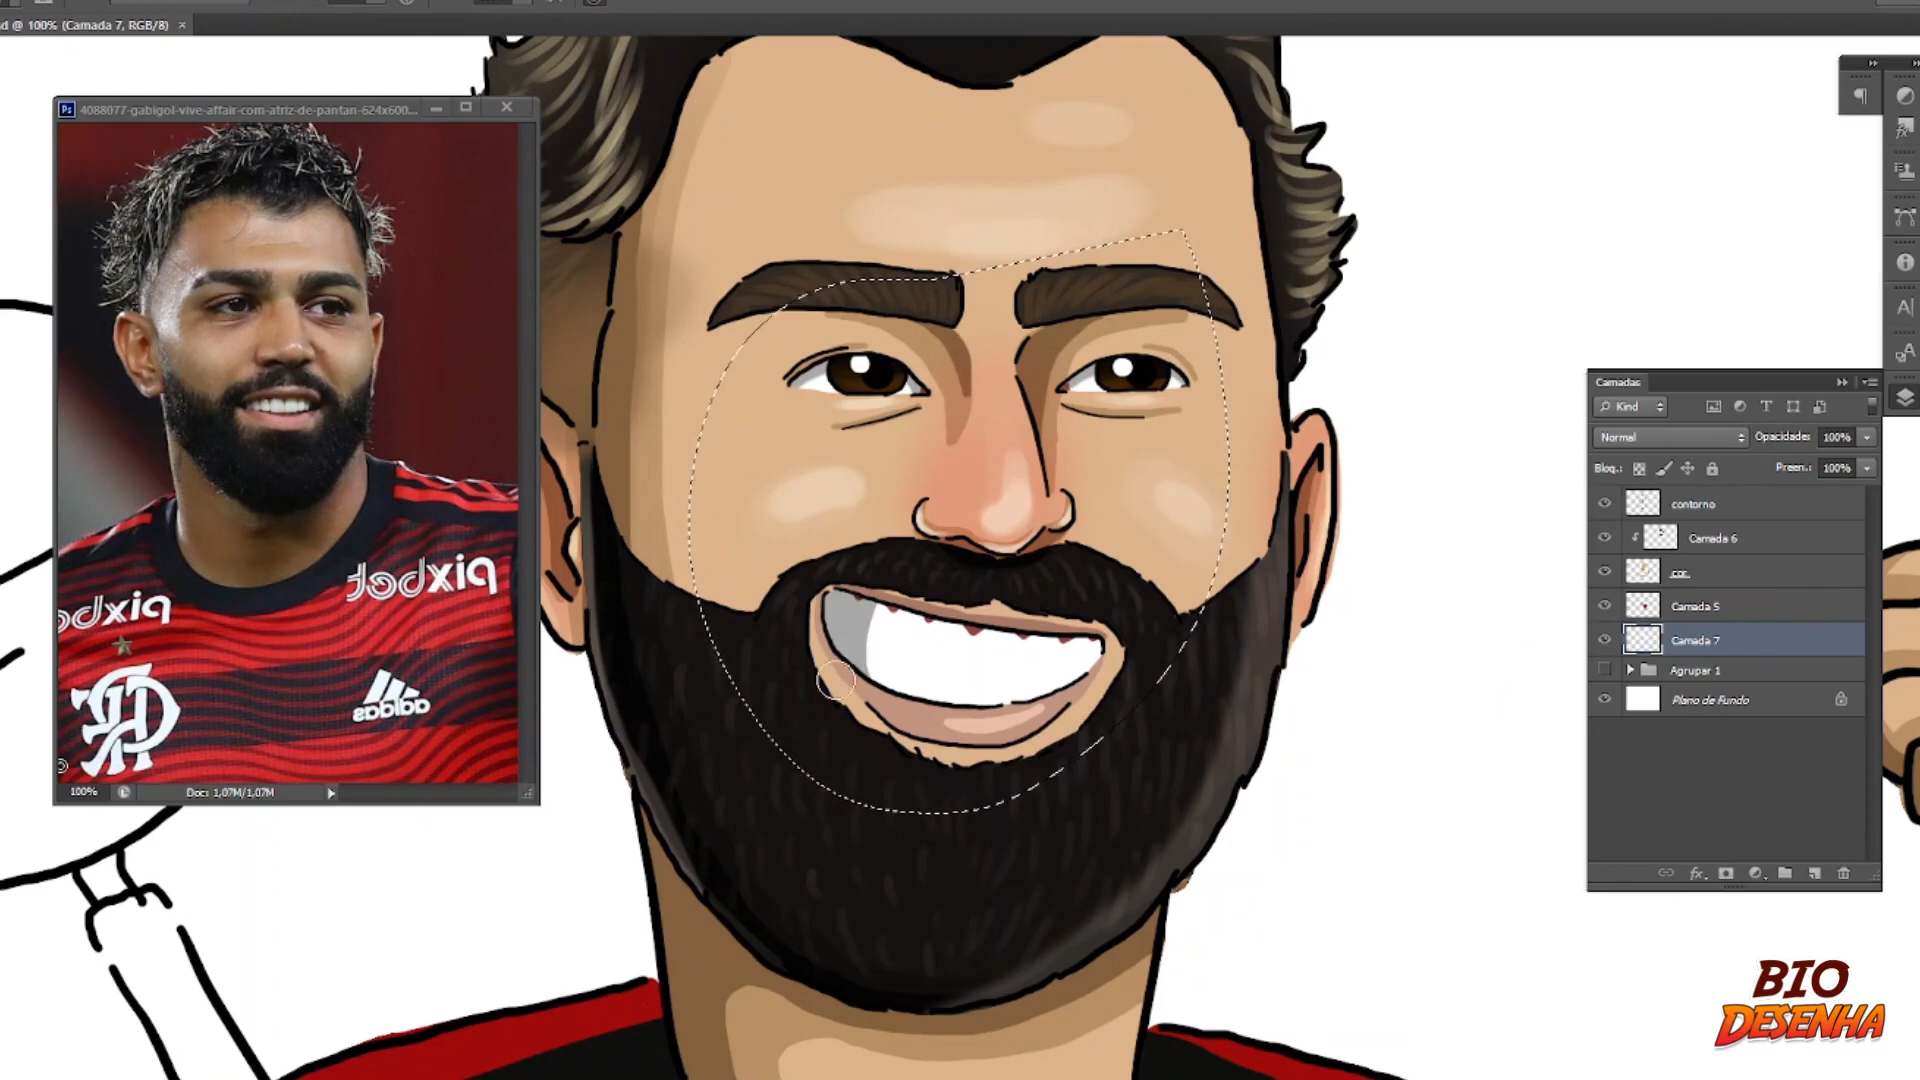 d @ 100% (Camada 7, RGB/8) ×
Ps 4088077-gabigol-vive-affair-com-atriz-de-pantan-624x600...
pixbet
pixbet
adidas
100% Doc: 1,07M/1,07M
Camadas
Kind
Normal Opacidade: 100%
Bloq.: Preen.: 100%
contorno
Camada 6
cor
Camada 5
Camada 7
Agrupar 1
Plano de Fundo
fx
BIO
DESENHA